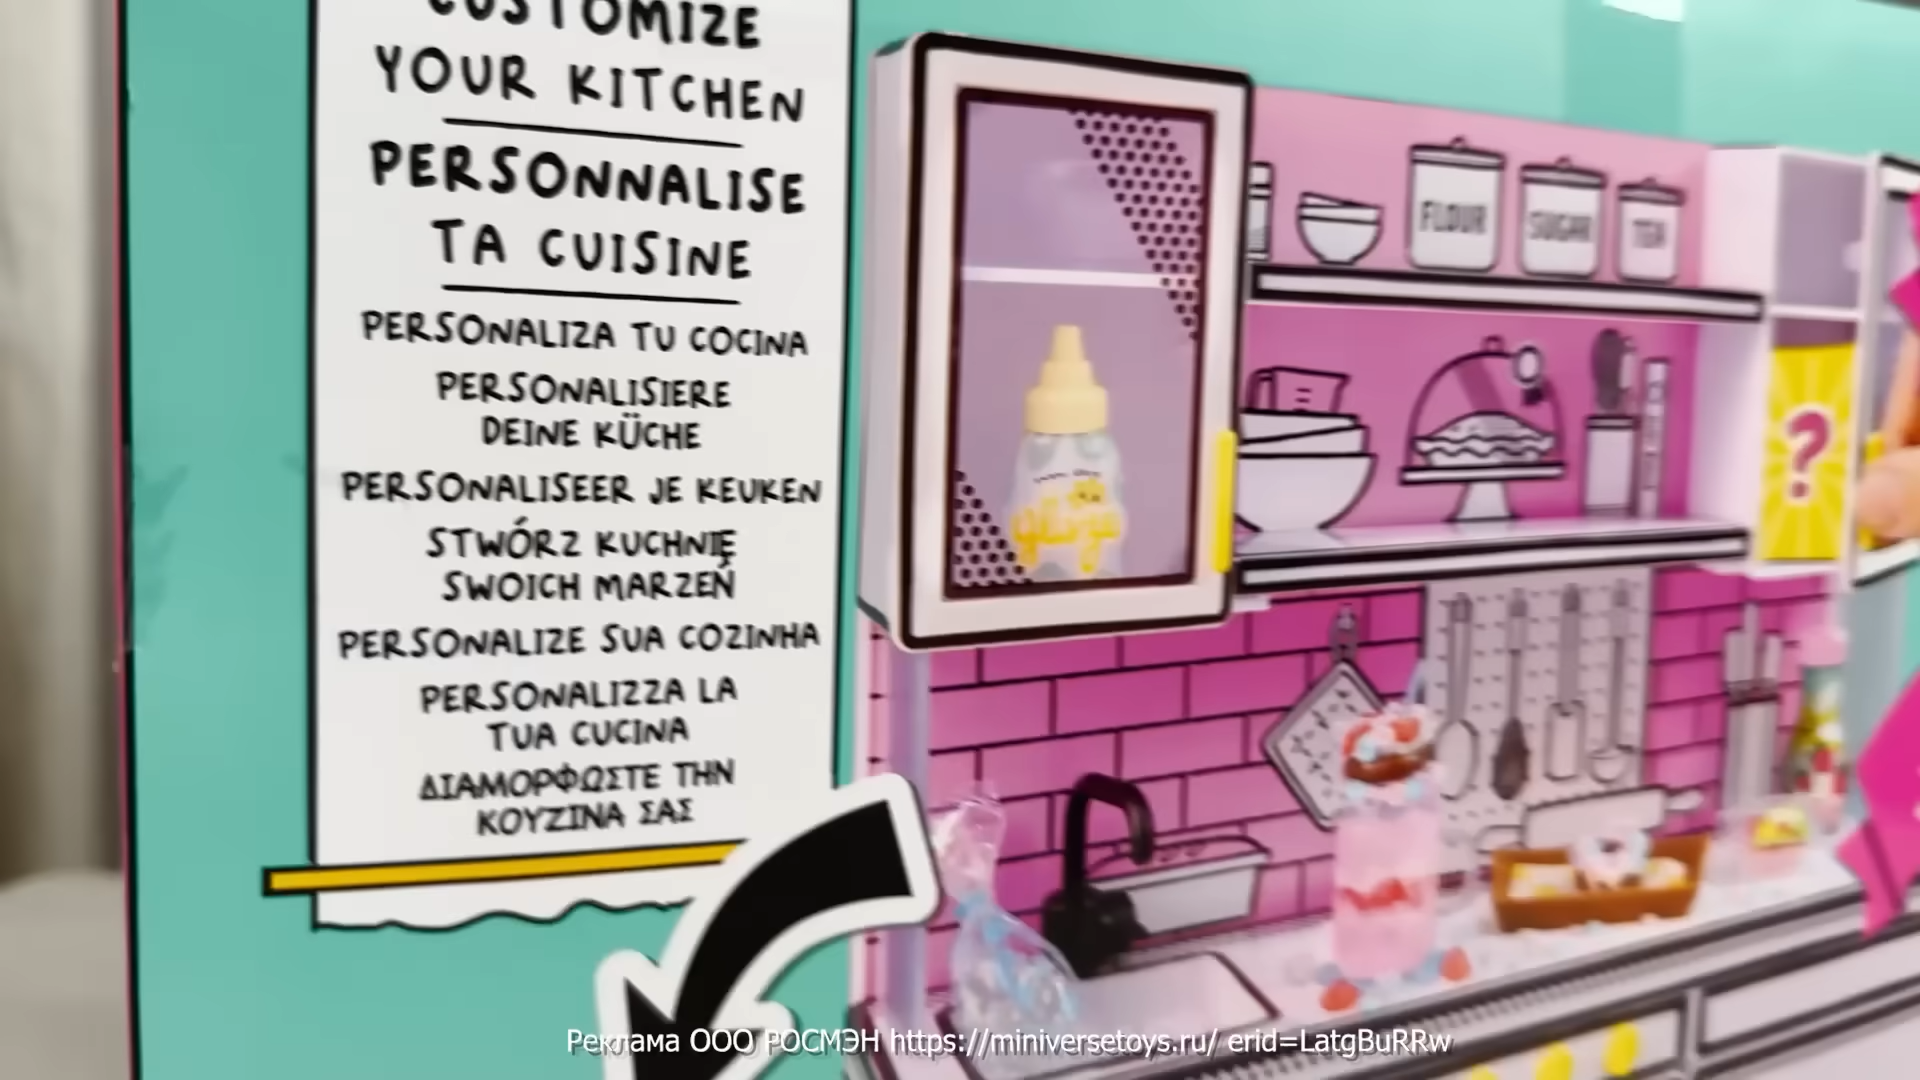 CUSTOMIZE
YOUR KITCHEN
PERSONNALISE
TA CUISINE
PERSONALIZA TU COCINA
PERSONALISIERE
DEINE KÜCHE
PERSONALISEER JE KEUKEN
STWÓRZ KUCHNIĘ
SWOICH MARZEŃ
PERSONALIZE SUA COZINHA
PERSONALIZZA LA
TUA CUCINA
ΔΙΑΜΟΡΦΩΣΤΕ ΤΗΝ
ΚΟΥΖΙΝΑ ΣΑΣ
FLOUR
SUGAR
TEA
?
Реклама ООО РОСМЭН https://miniversetoys.ru/ erid=LatgBuRRw